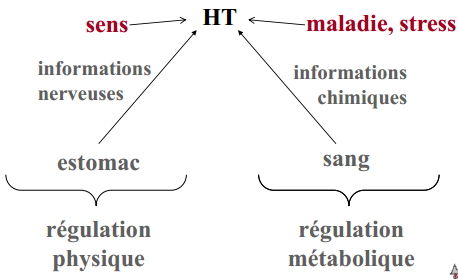 sens
HT
maladie, stress
informations
nerveuses
informations
chimiques
estomac
sang
régulation
physique
régulation
métabolique